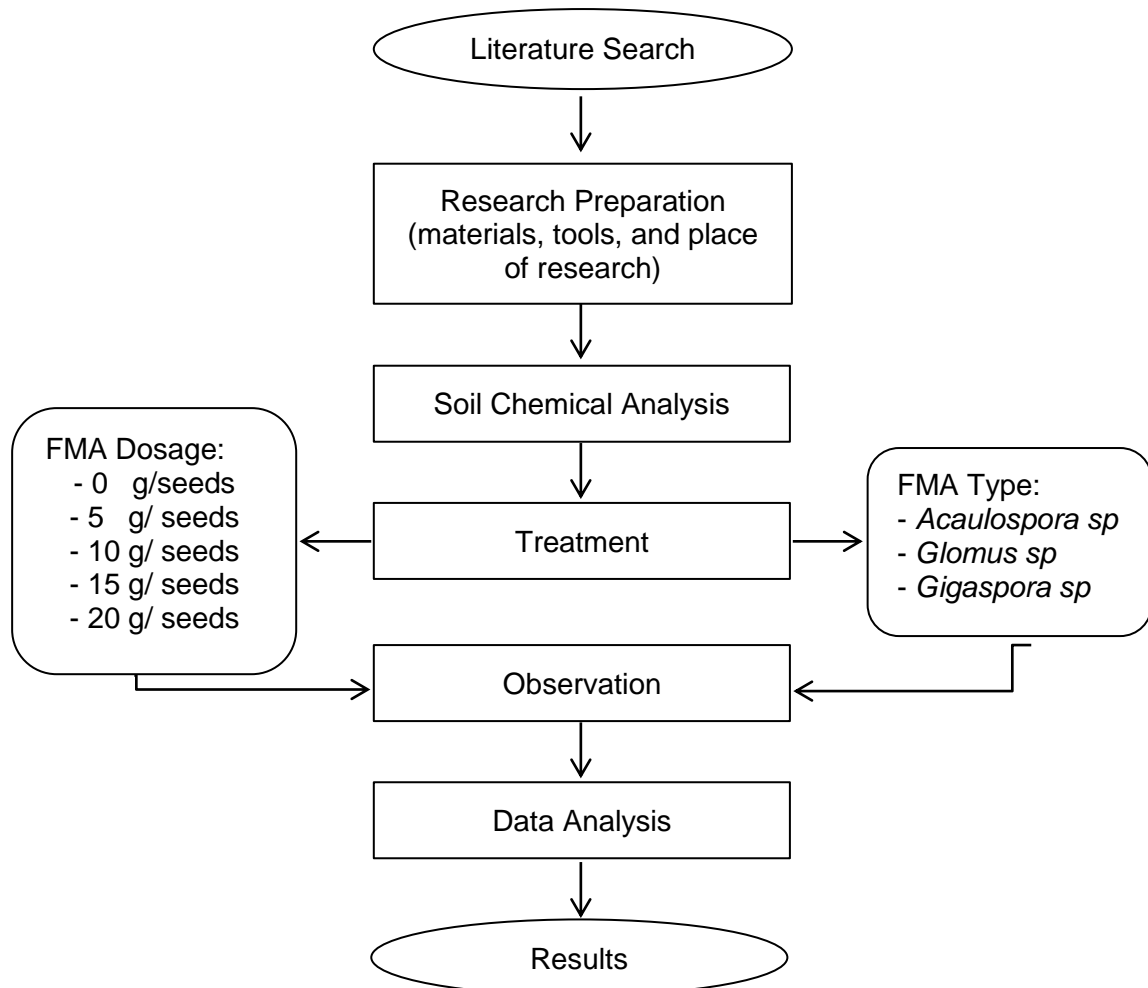 Literature Search
Research Preparation
(materials, tools, and place
of research)
Soil Chemical Analysis
FMA Dosage:
- 0 g/seeds
- 5 g/ seeds
- 10 g/ seeds
- 15 g/ seeds
- 20 g/ seeds
Treatment
FMA Type:
- Acaulospora sp
- Glomus sp
- Gigaspora sp
Observation
Data Analysis
Results